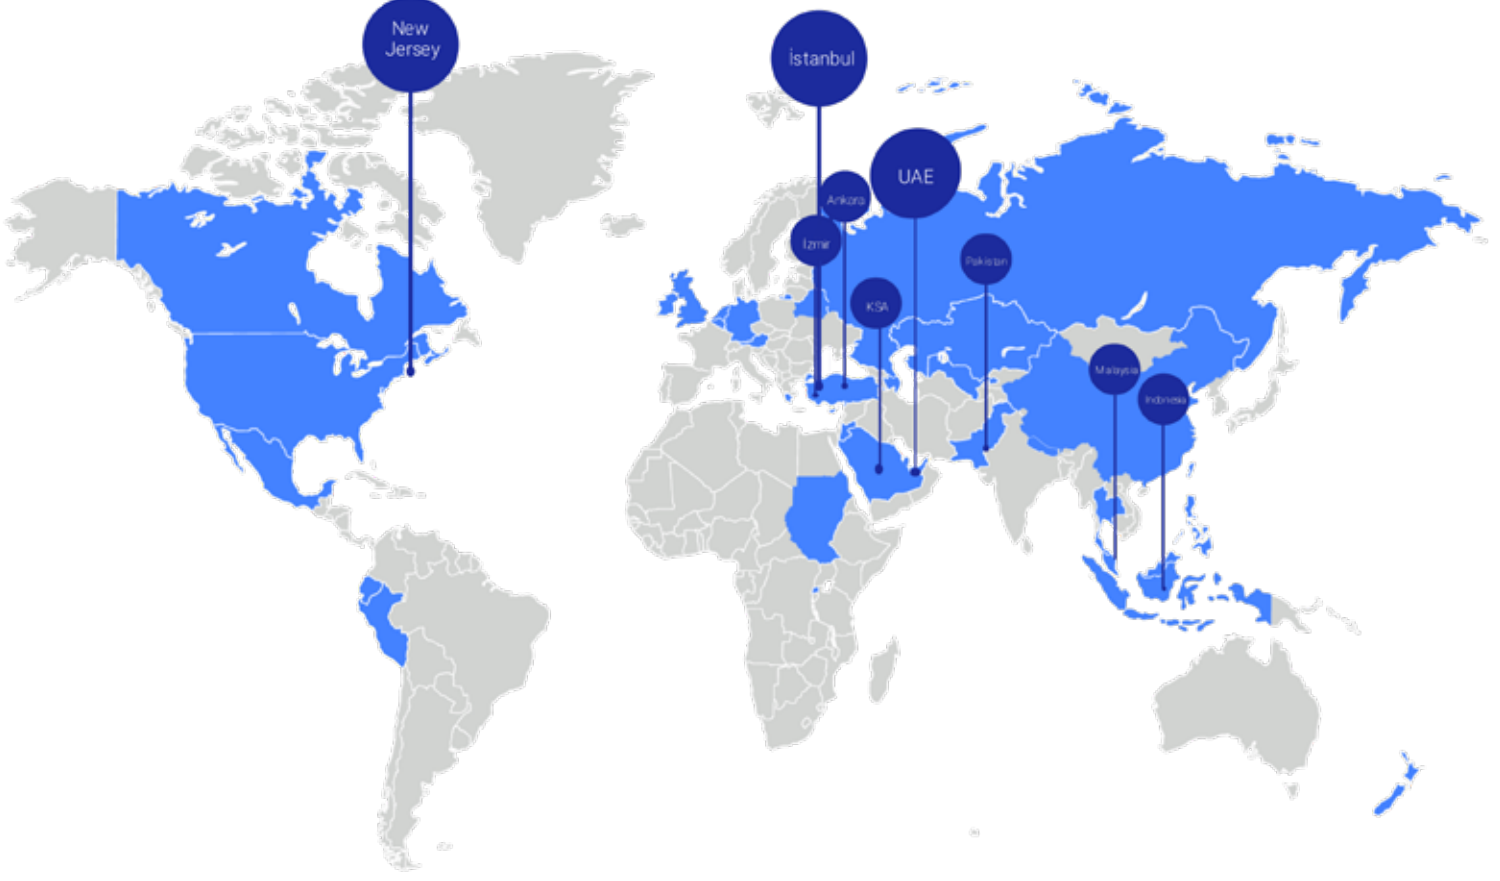 New
Jersey
İstanbul
UAE
Ankara
İzmir
Pakistan
KSA
Malaysia
Indonesia